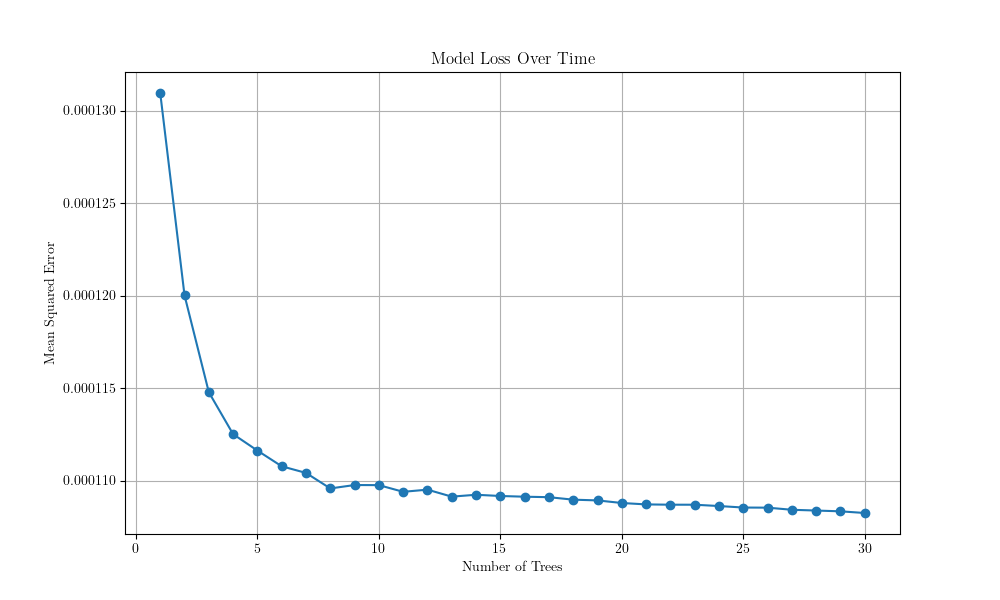 Model Loss Over Time
Mean Squared Error
0.000130
0.000125
0.000120
0.000115
0.000110
0 5 10 15 20 25 30
Number of Trees